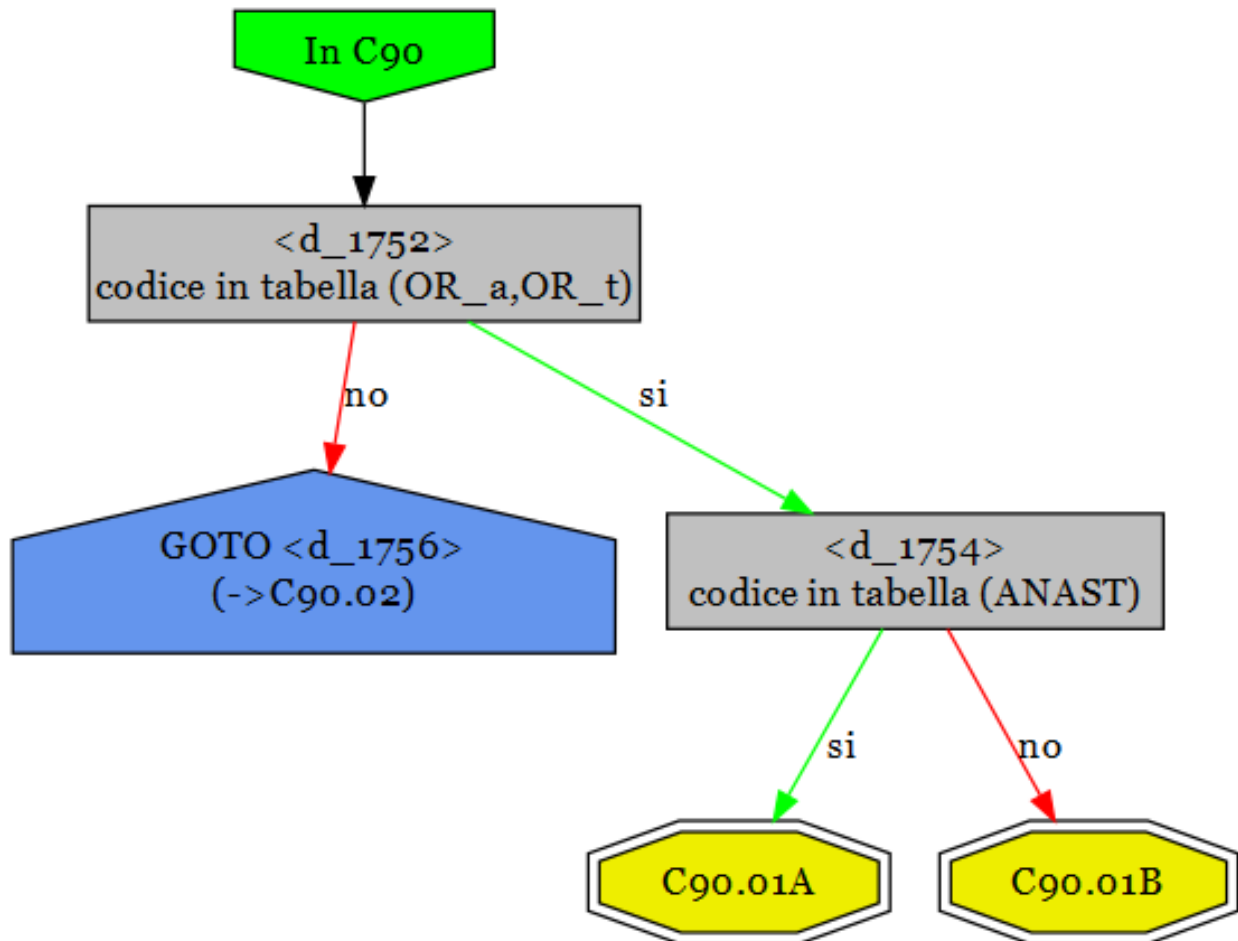 In C90
<d_1752>
codice in tabella (OR_a,OR_t)
no
si
GOTO <d_1756>
(->C90.02)
<d_1754>
codice in tabella (ANAST)
si
no
C90.01A
C90.01B